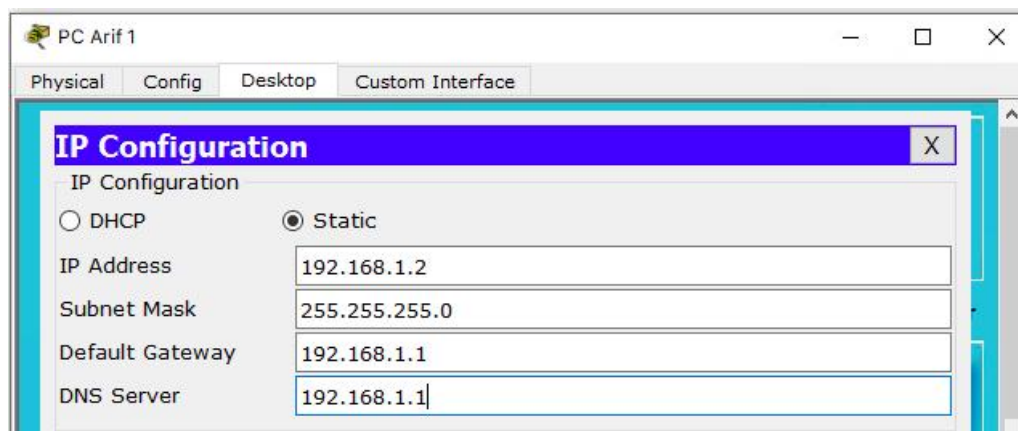 PC Arif 1
Physical Config Desktop Custom Interface
IP Configuration X
IP Configuration
DHCP Static
IP Address 192.168.1.2
Subnet Mask 255.255.255.0
Default Gateway 192.168.1.1
DNS Server 192.168.1.1